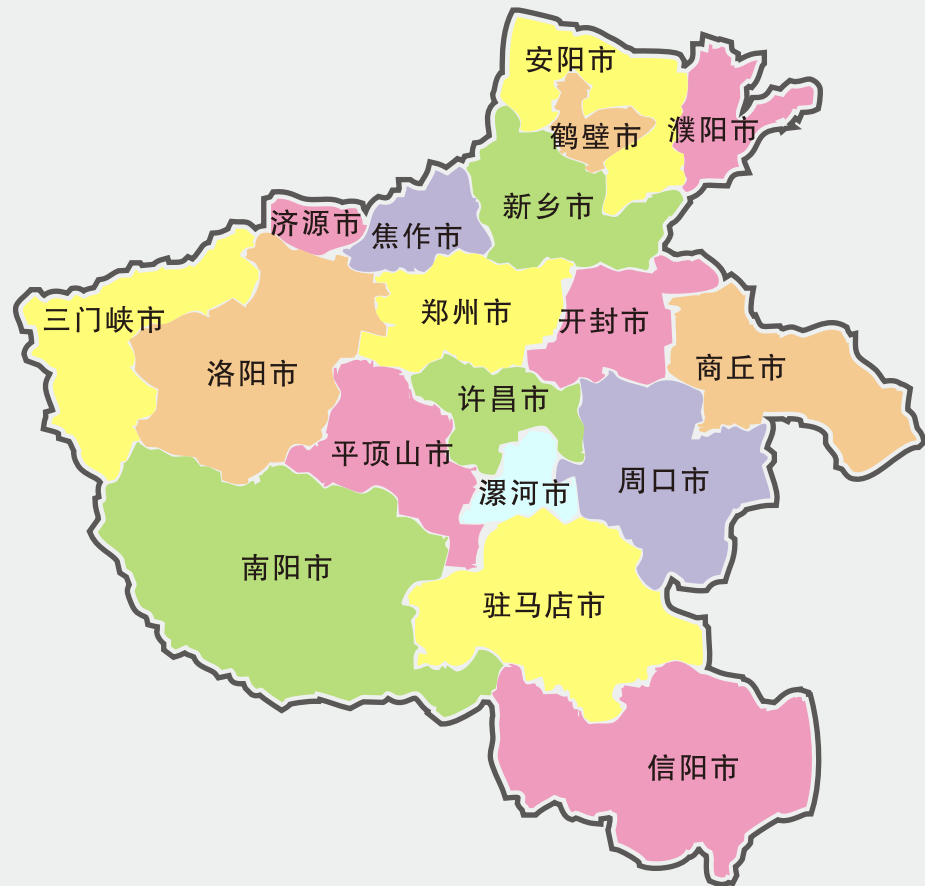 安阳市
鹤壁市
濮阳市
新乡市
济源市
焦作市
三门峡市
郑州市
开封市
洛阳市
商丘市
许昌市
平顶山市
漯河市
周口市
南阳市
驻马店市
信阳市